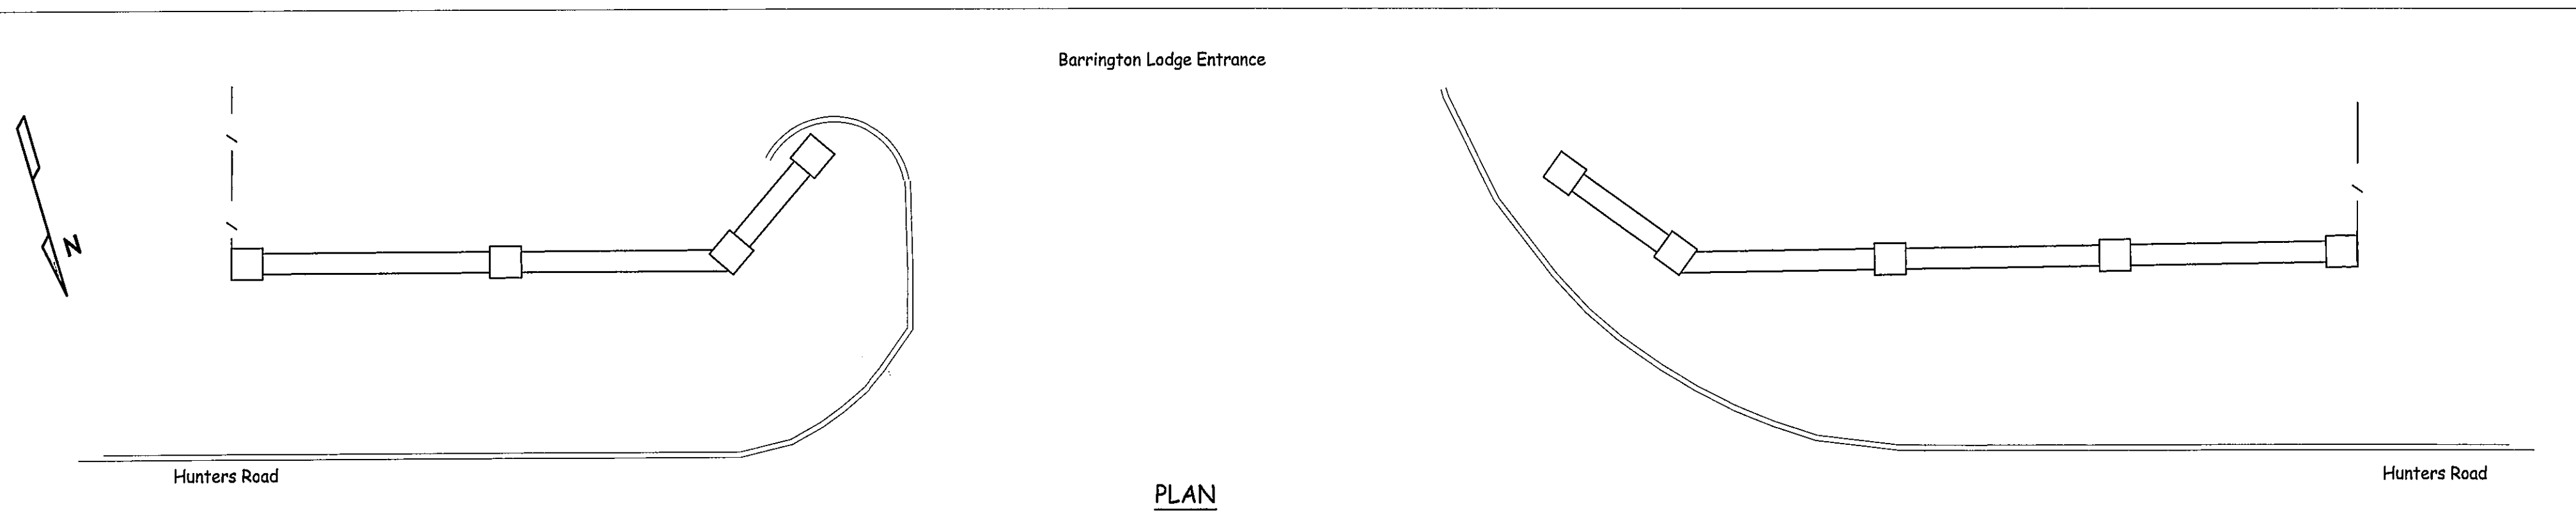 Barrington Lodge Entrance
N
Hunters Road
Hunters Road
PLAN